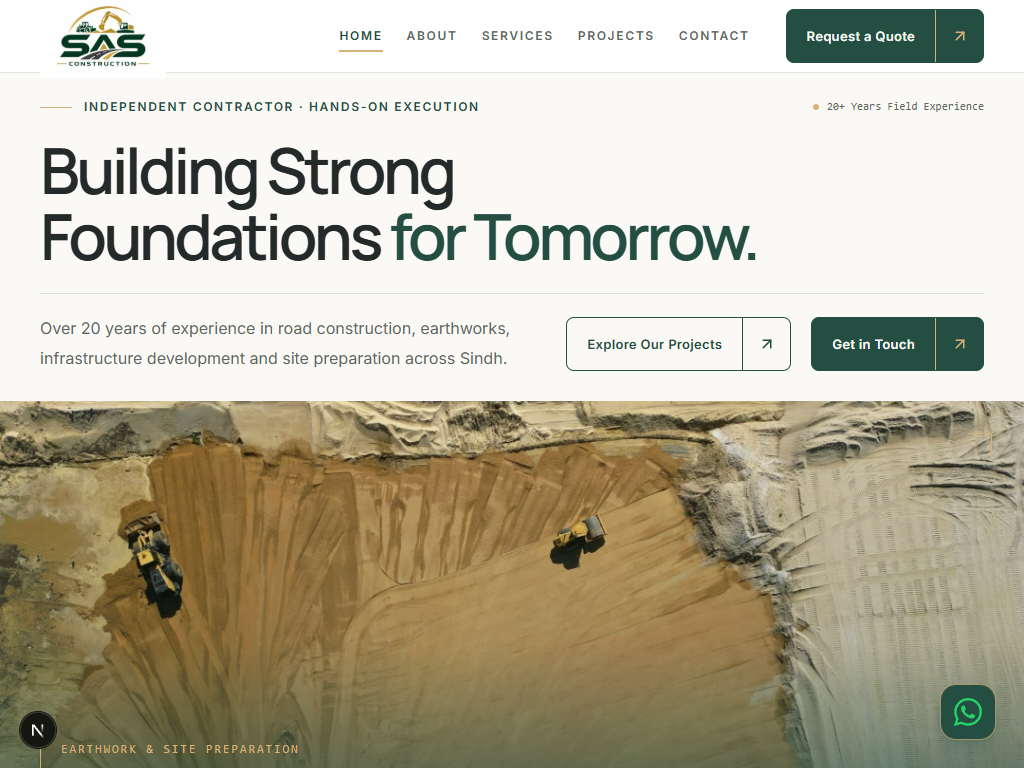 SAS
CONSTRUCTION
HOME
ABOUT
SERVICES
PROJECTS
CONTACT
Request a Quote
INDEPENDENT CONTRACTOR · HANDS-ON EXECUTION
20+ Years Field Experience
Building Strong
Foundations for Tomorrow.
Over 20 years of experience in road construction, earthworks,
infrastructure development and site preparation across Sindh.
Explore Our Projects
Get in Touch
N
EARTHWORK & SITE PREPARATION